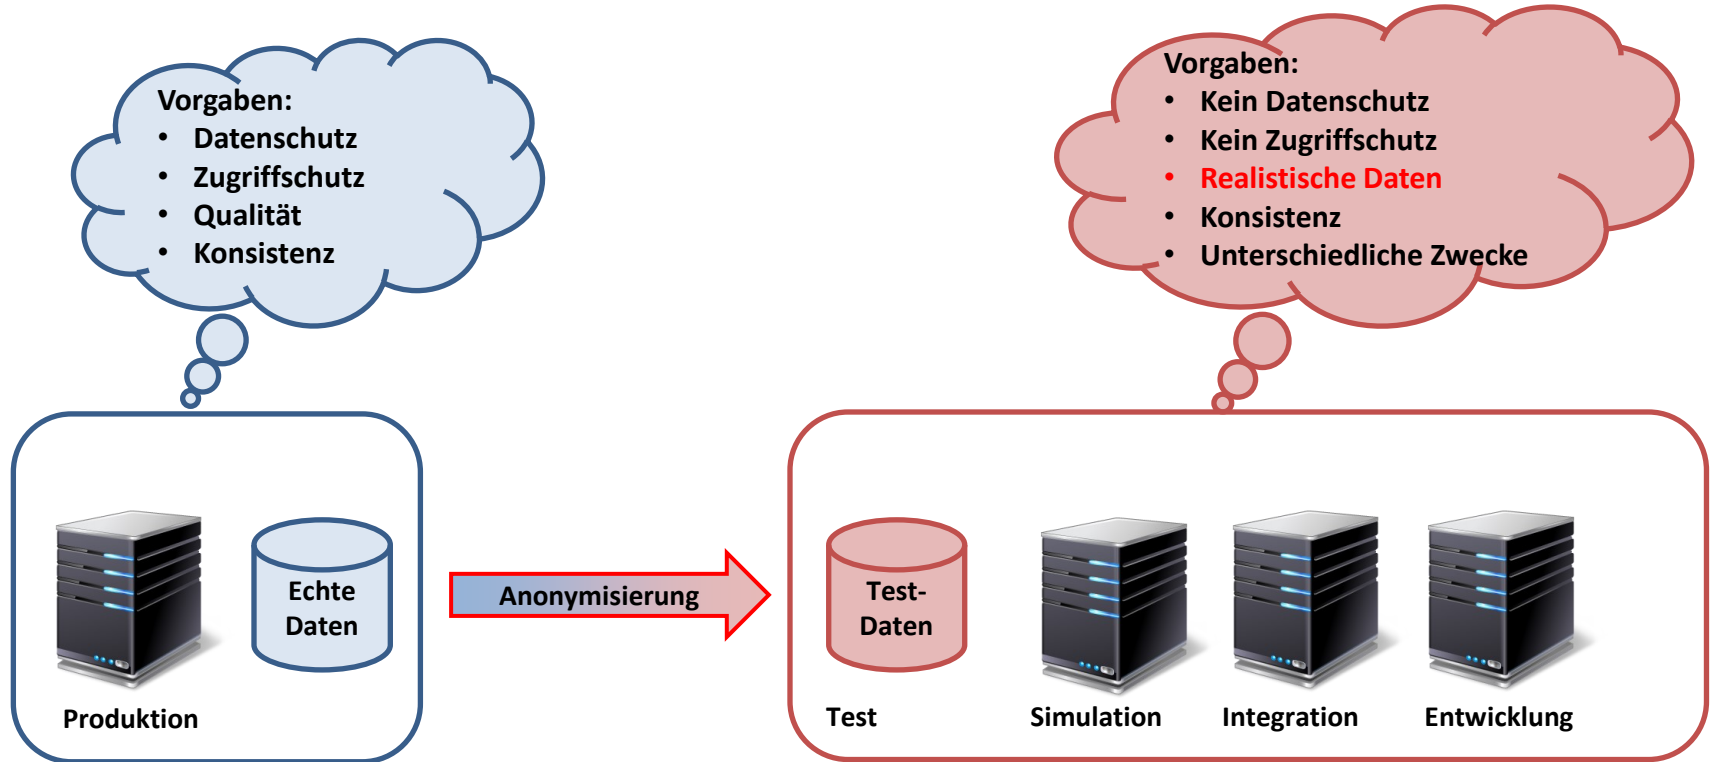 Vorgaben:
• Datenschutz
• Zugriffschutz
• Qualität
• Konsistenz
Vorgaben:
• Kein Datenschutz
• Kein Zugriffschutz
• Realistische Daten
• Konsistenz
• Unterschiedliche Zwecke
Echte
Daten
Produktion
Anonymisierung
Test-
Daten
Test
Simulation
Integration
Entwicklung